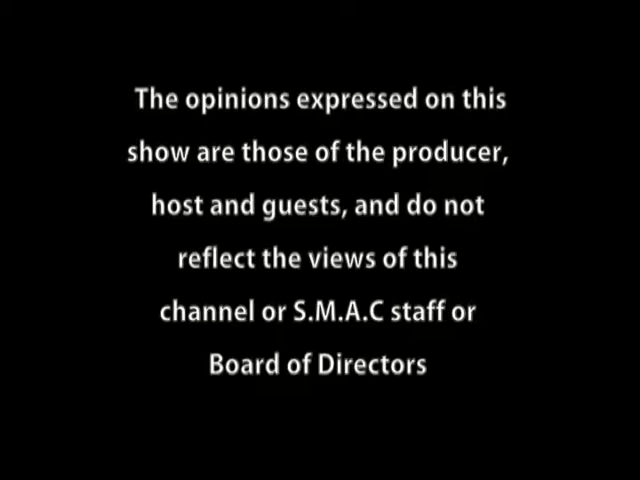 The opinions expressed on this
show are those of the producer,
host and guests, and do not
reflect the views of this
channel or S.M.A.C staff or
Board of Directors